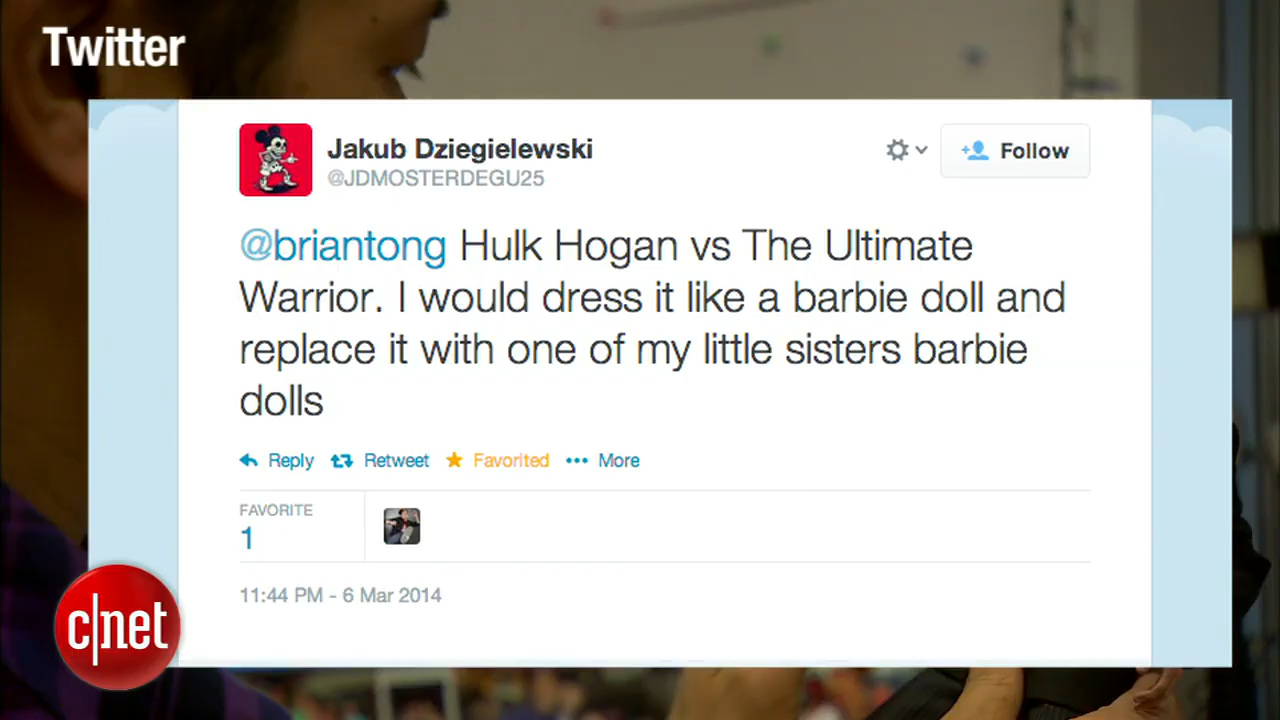 Twitter
Jakub Dziegielewski
@JDMOSTERDEGU25
Follow
@briantong Hulk Hogan vs The Ultimate
Warrior. I would dress it like a barbie doll and
replace it with one of my little sisters barbie
dolls
Reply Retweet Favorited More
FAVORITE
1
11:44 PM - 6 Mar 2014
c|net